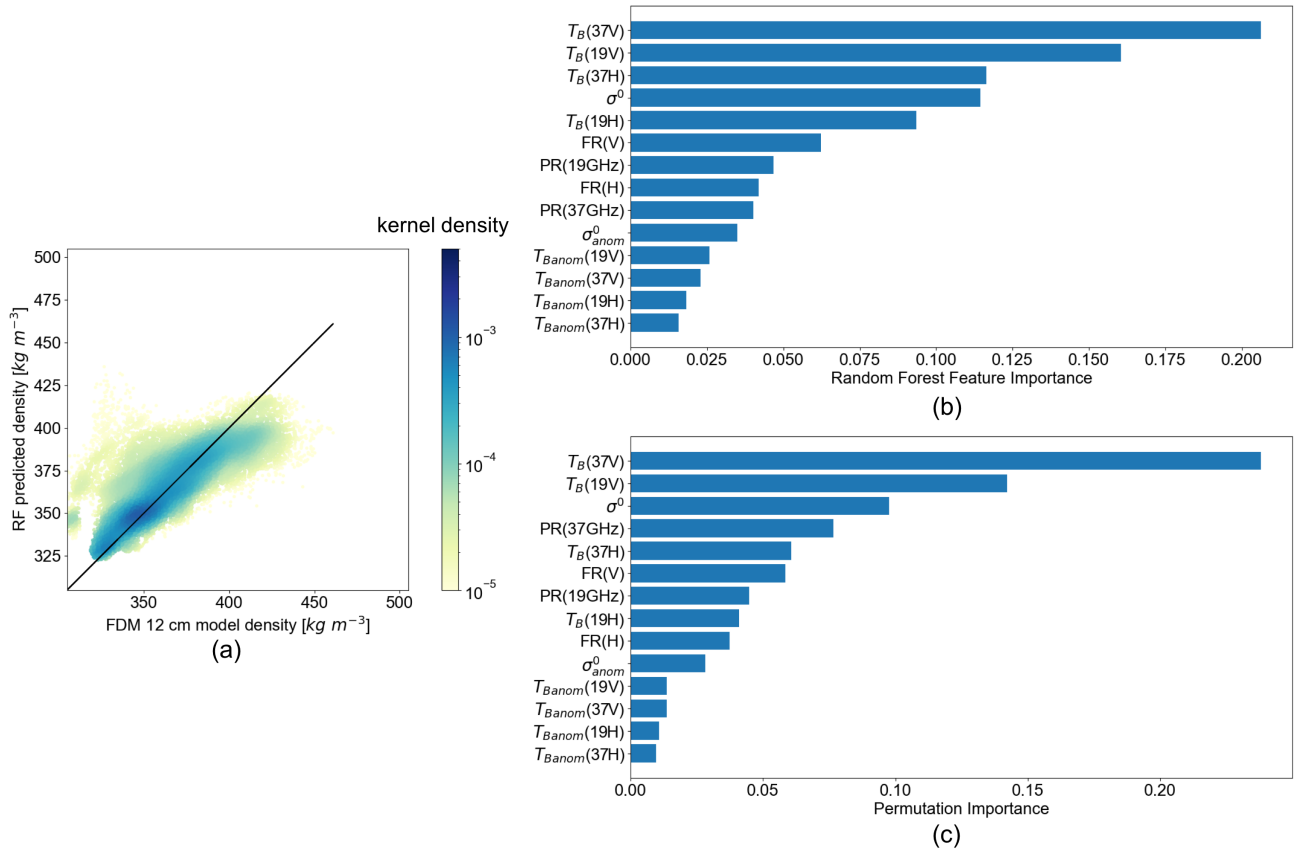 kernel density
505
500
475
450
425
400
375
350
325
350 400 450 500
RF predicted density [kg m⁻³]
FDM 12 cm model density [kg m⁻³]
10⁻³
10⁻⁴
10⁻⁵
(a)
T_B(37V)
T_B(19V)
T_B(37H)
σ⁰
T_B(19H)
FR(V)
PR(19GHz)
FR(H)
PR(37GHz)
σ⁰_anom
T_Banom(19V)
T_Banom(37V)
T_Banom(19H)
T_Banom(37H)
0.000 0.025 0.050 0.075 0.100 0.125 0.150 0.175 0.200
Random Forest Feature Importance
(b)
T_B(37V)
T_B(19V)
σ⁰
PR(37GHz)
T_B(37H)
FR(V)
PR(19GHz)
T_B(19H)
FR(H)
σ⁰_anom
T_Banom(19V)
T_Banom(37V)
T_Banom(19H)
T_Banom(37H)
0.00 0.05 0.10 0.15 0.20
Permutation Importance
(c)